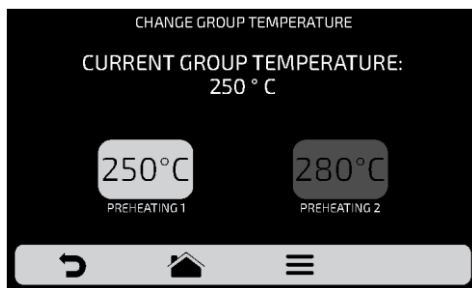 CHANGE GROUP TEMPERATURE
CURRENT GROUP TEMPERATURE:
250 ° C
250°C
280°C
PREHEATING 1
PREHEATING 2